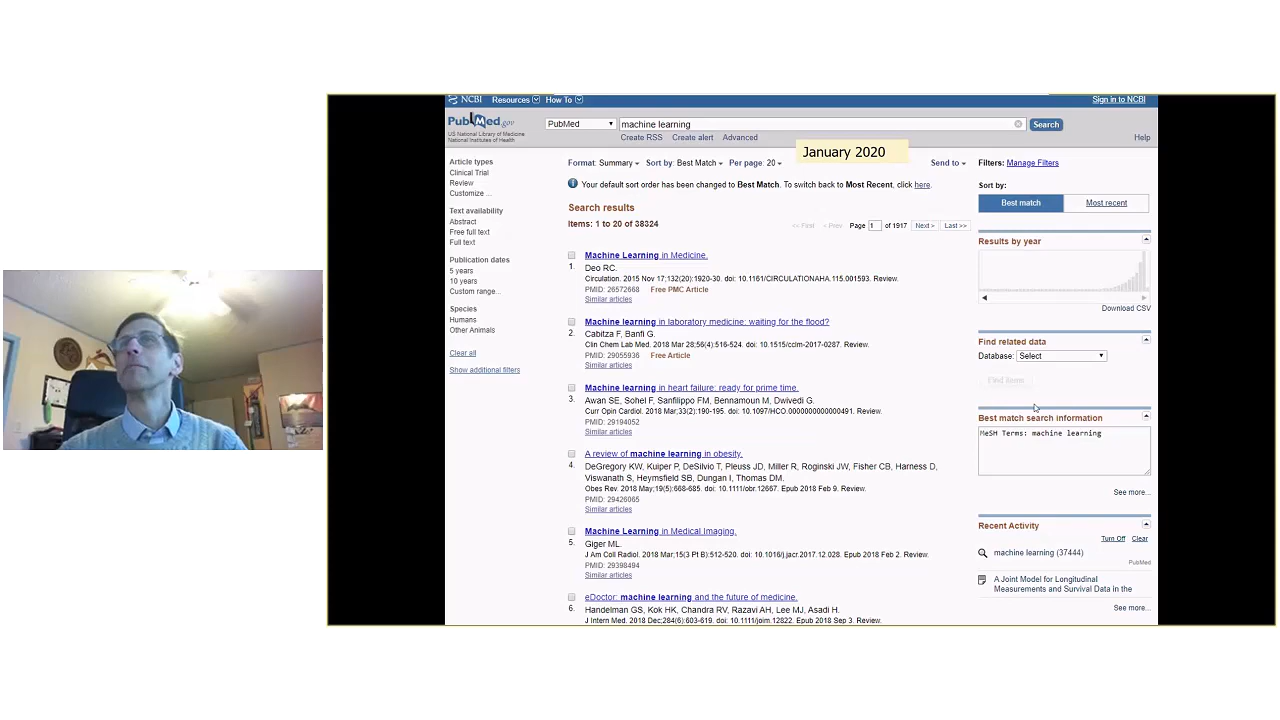 NCBI Resources How To Sign in to NCBI
PubMed.gov
US National Library of Medicine
National Institutes of Health
PubMed
machine learning
Search
Create RSS Create alert Advanced
Help
January 2020
Article types
Clinical Trial
Review
Customize ...
Text availability
Abstract
Free full text
Full text
Publication dates
5 years
10 years
Custom range...
Species
Humans
Other Animals
Clear all
Show additional filters
Format: Summary Sort by: Best Match Per page: 20 Send to
Your default sort order has been changed to Best Match. To switch back to Most Recent, click here.
Search results
Items: 1 to 20 of 38324
<< First < Prev Page 1 of 1917 Next > Last >>
Machine Learning in Medicine.
1. Deo RC.
Circulation. 2015 Nov 17;132(20):1920-30. doi: 10.1161/CIRCULATIONAHA.115.001593. Review.
PMID: 26572668 Free PMC Article
Similar articles
Machine learning in laboratory medicine: waiting for the flood?
2. Cabitza F, Banfi G.
Clin Chem Lab Med. 2018 Mar 28;56(4):516-524. doi: 10.1515/cclm-2017-0287. Review.
PMID: 29055936 Free Article
Similar articles
Machine learning in heart failure: ready for prime time.
3. Awan SE, Sohel F, Sanfilippo FM, Bennamoun M, Dwivedi G.
Curr Opin Cardiol. 2018 Mar;33(2):190-195. doi: 10.1097/HCO.0000000000000491. Review.
PMID: 29194052
Similar articles
A review of machine learning in obesity.
4. DeGregory KW, Kuiper P, DeSilvio T, Pleuss JD, Miller R, Roginski JW, Fisher CB, Harness D,
Viswanath S, Heymsfield SB, Dungan I, Thomas DM.
Obes Rev. 2018 May;19(5):668-685. doi: 10.1111/obr.12667. Epub 2018 Feb 9. Review.
PMID: 29426065
Similar articles
Machine Learning in Medical Imaging.
5. Giger ML.
J Am Coll Radiol. 2018 Mar;15(3 Pt B):512-520. doi: 10.1016/j.jacr.2017.12.028. Epub 2018 Feb 2. Review.
PMID: 29398494
Similar articles
eDoctor: machine learning and the future of medicine.
6. Handelman GS, Kok HK, Chandra RV, Razavi AH, Lee MJ, Asadi H.
J Intern Med. 2018 Dec;284(6):603-619. doi: 10.1111/joim.12822. Epub 2018 Sep 3. Review.
Filters: Manage Filters
Sort by:
Best match Most recent
Results by year
Download CSV
Find related data
Database: Select
Find items
Best match search information
MeSH Terms: machine learning
See more...
Recent Activity
Turn Off Clear
machine learning (37444)
PubMed
A Joint Model for Longitudinal
Measurements and Survival Data in the
See more...